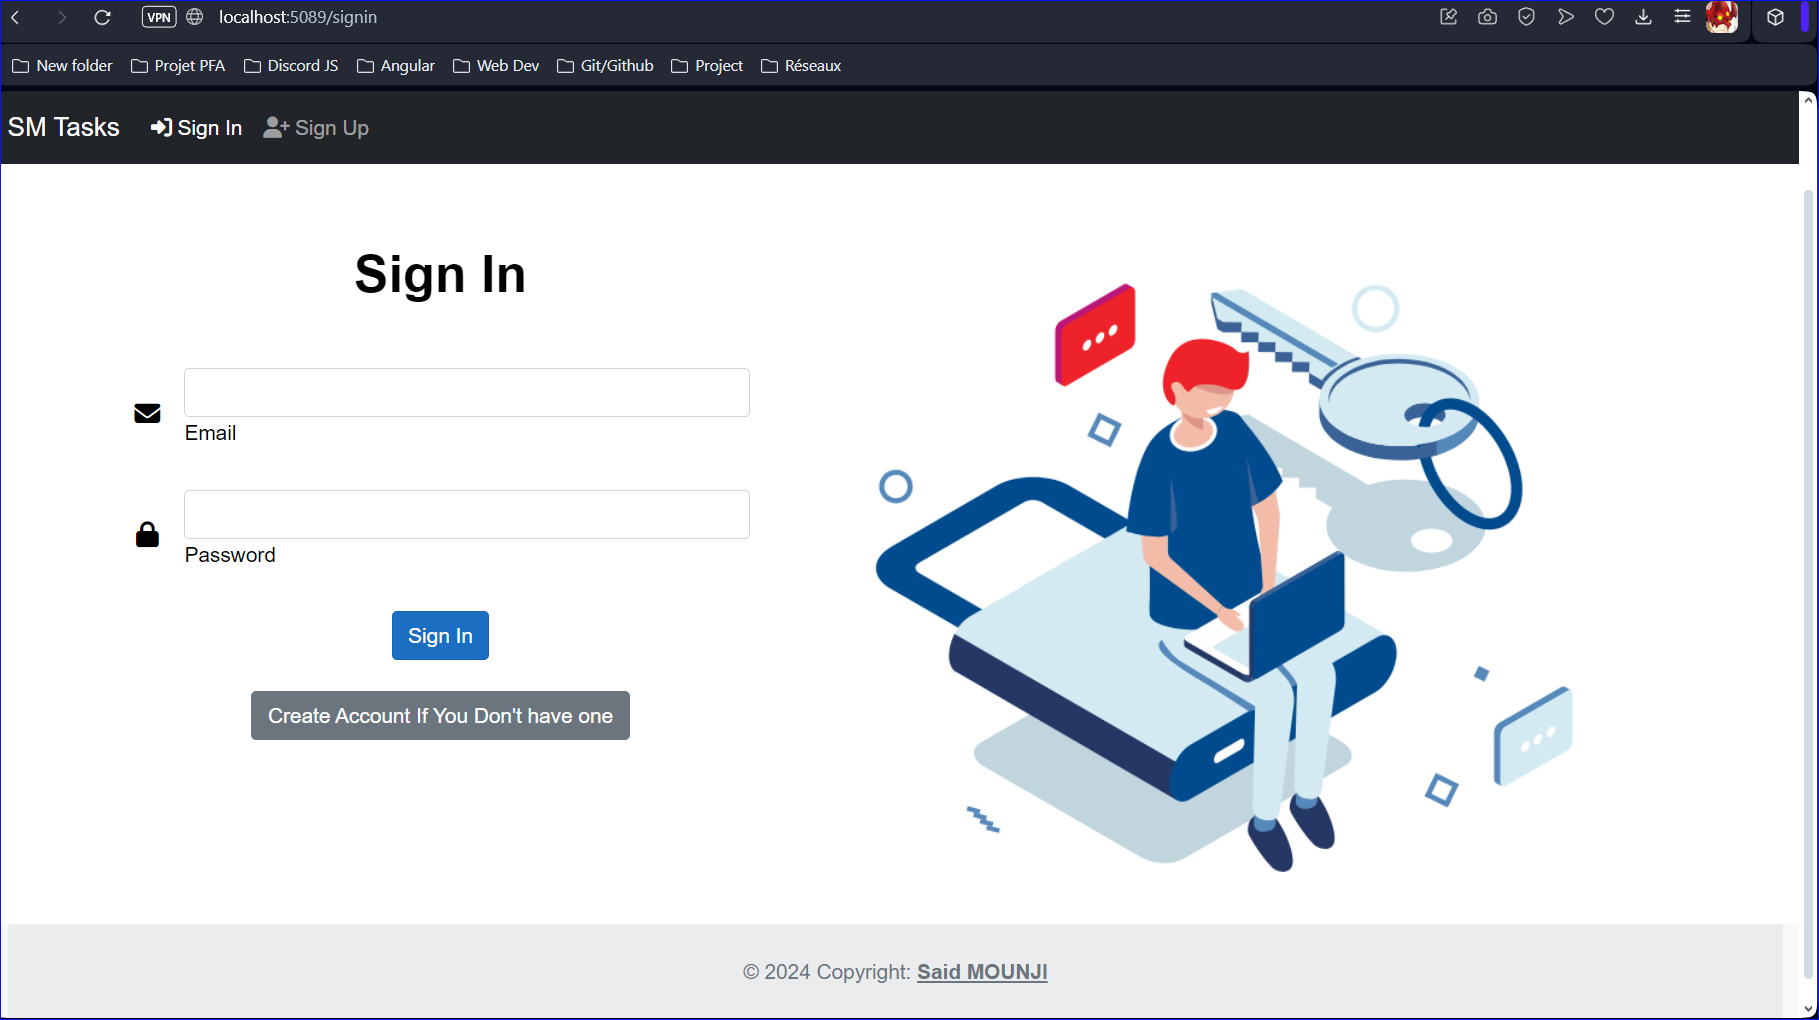 VPN localhost:5089/signin
New folder Projet PFA Discord JS Angular Web Dev Git/Github Project Réseaux
SM Tasks Sign In Sign Up
Sign In
Email
Password
Sign In
Create Account If You Don't have one
© 2024 Copyright: Said MOUNJI